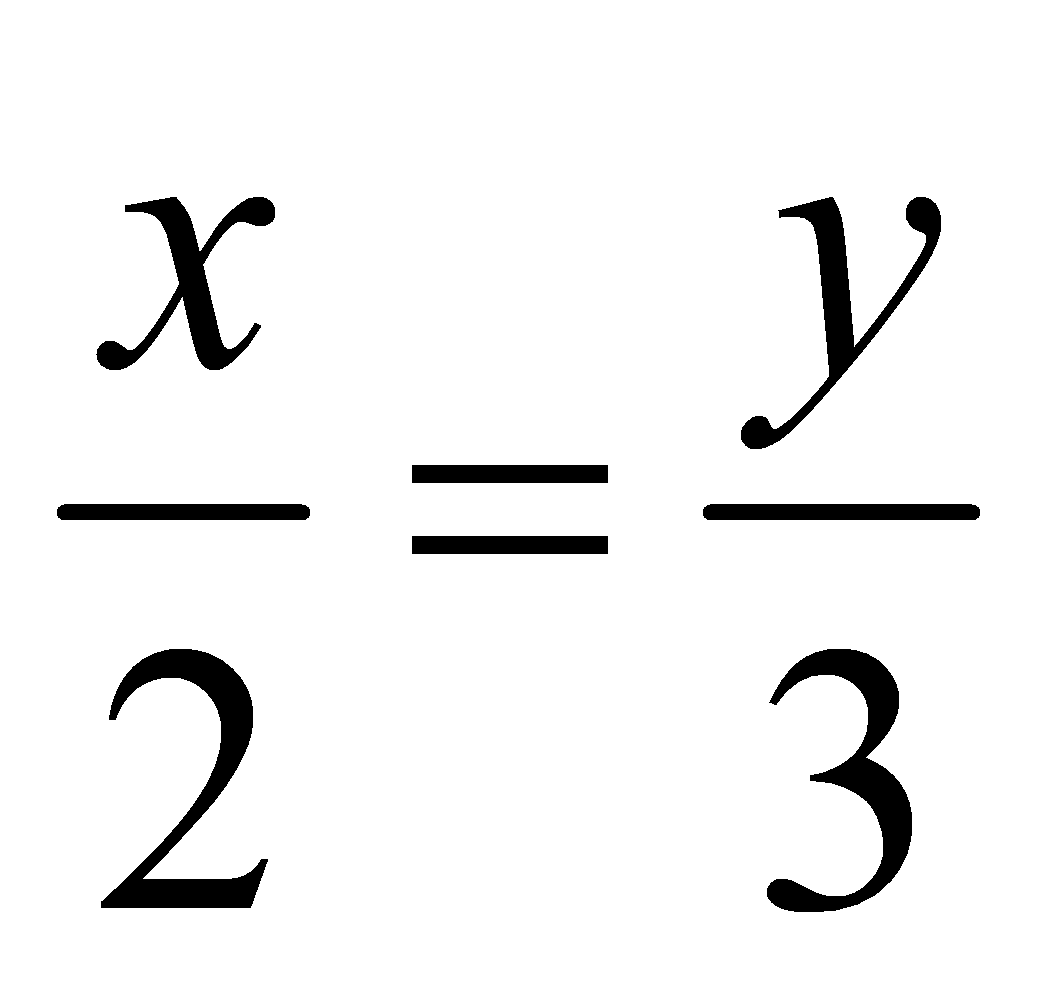 x/2 = y/3